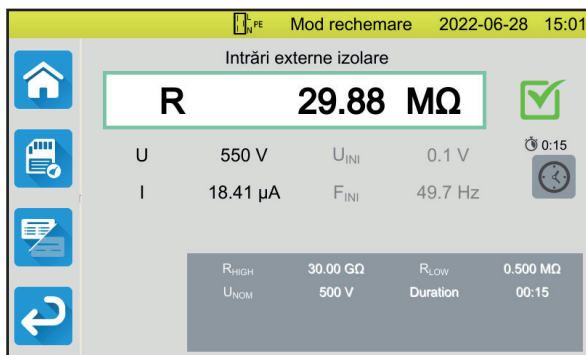 L N PE Mod rechemare 2022-06-28 15:01
Intrări externe izolare
R 29.88 MΩ
0:15
U 550 V UINI 0.1 V
I 18.41 µA FINI 49.7 Hz
RHIGH 30.00 GΩ RLOW 0.500 MΩ
UNOM 500 V Duration 00:15